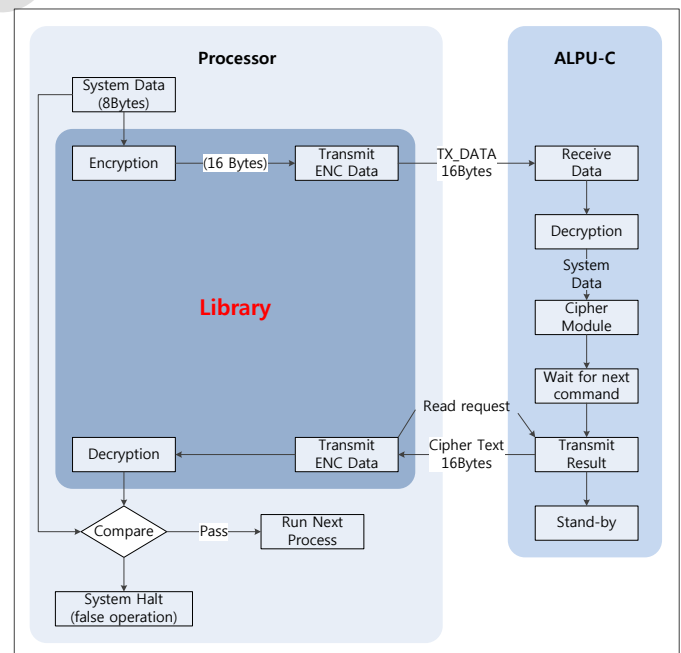 Processor
ALPU-C
System Data
(8Bytes)
Encryption
(16 Bytes)
Transmit
ENC Data
TX_DATA
16Bytes
Receive
Data
Decryption
System
Data
Library
Cipher
Module
Wait for next
command
Read request
Decryption
Transmit
ENC Data
Cipher Text
16Bytes
Transmit
Result
Compare
Pass
Run Next
Process
Stand-by
System Halt
(false operation)